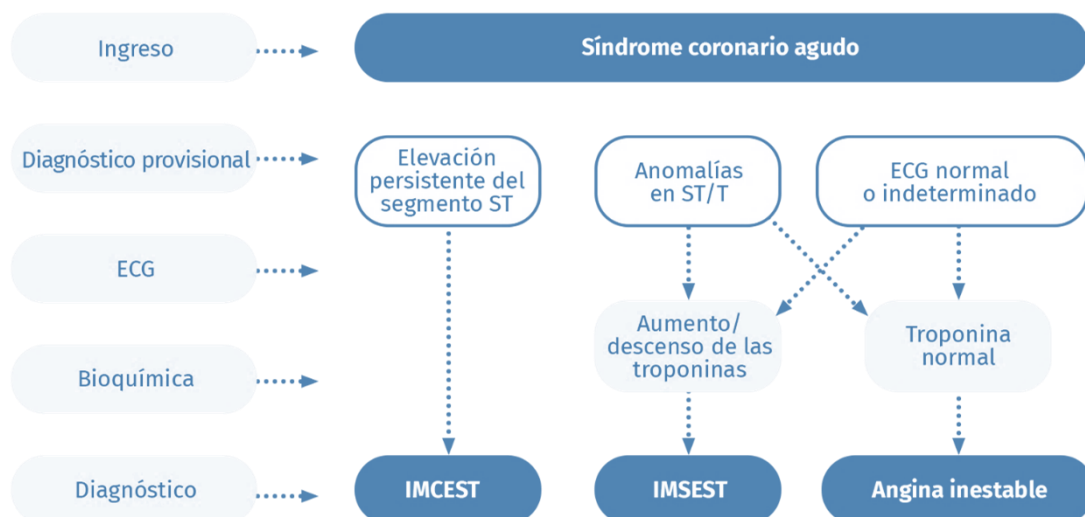 Ingreso
Síndrome coronario agudo
Diagnóstico provisional
Elevación
persistente del
segmento ST
Anomalías
en ST/T
ECG normal
o indeterminado
ECG
Aumento/
descenso de las
troponinas
Troponina
normal
Bioquímica
Diagnóstico
IMCEST
IMSEST
Angina inestable